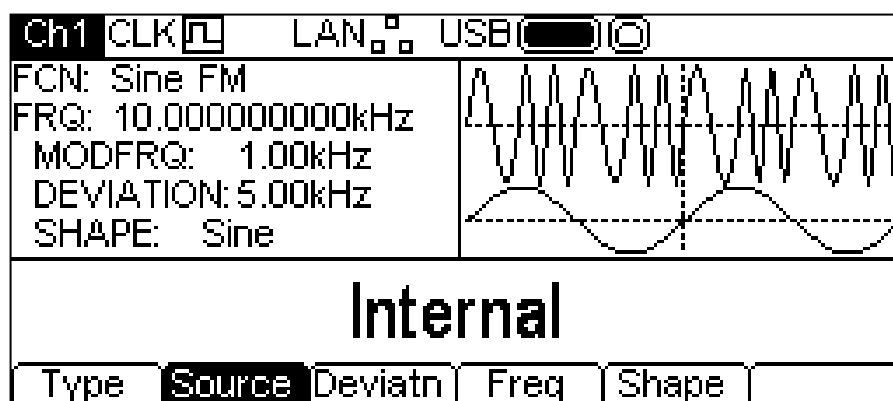 Ch1 CLK LAN USB
FCN: Sine FM
FRQ: 10.000000000kHz
MODFRQ: 1.00kHz
DEVIATION: 5.00kHz
SHAPE: Sine
Internal
Type Source Deviatn Freq Shape